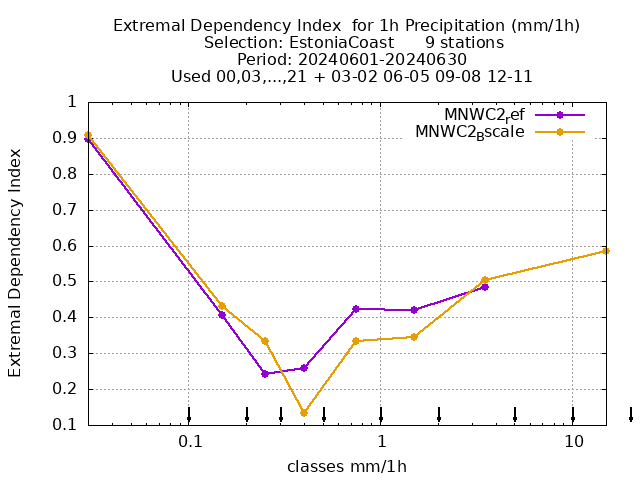 Extremal Dependency Index  for 1h Precipitation (mm/1h)
Selection: EstoniaCoast      9 stations
Period: 20240601-20240630
Used 00,03,...,21 + 03-02 06-05 09-08 12-11
MNWC2ref
MNWC2Bscale
1
0.9
0.8
0.7
0.6
0.5
0.4
0.3
0.2
0.1
Extremal Dependency Index
0.1 1 10
classes mm/1h